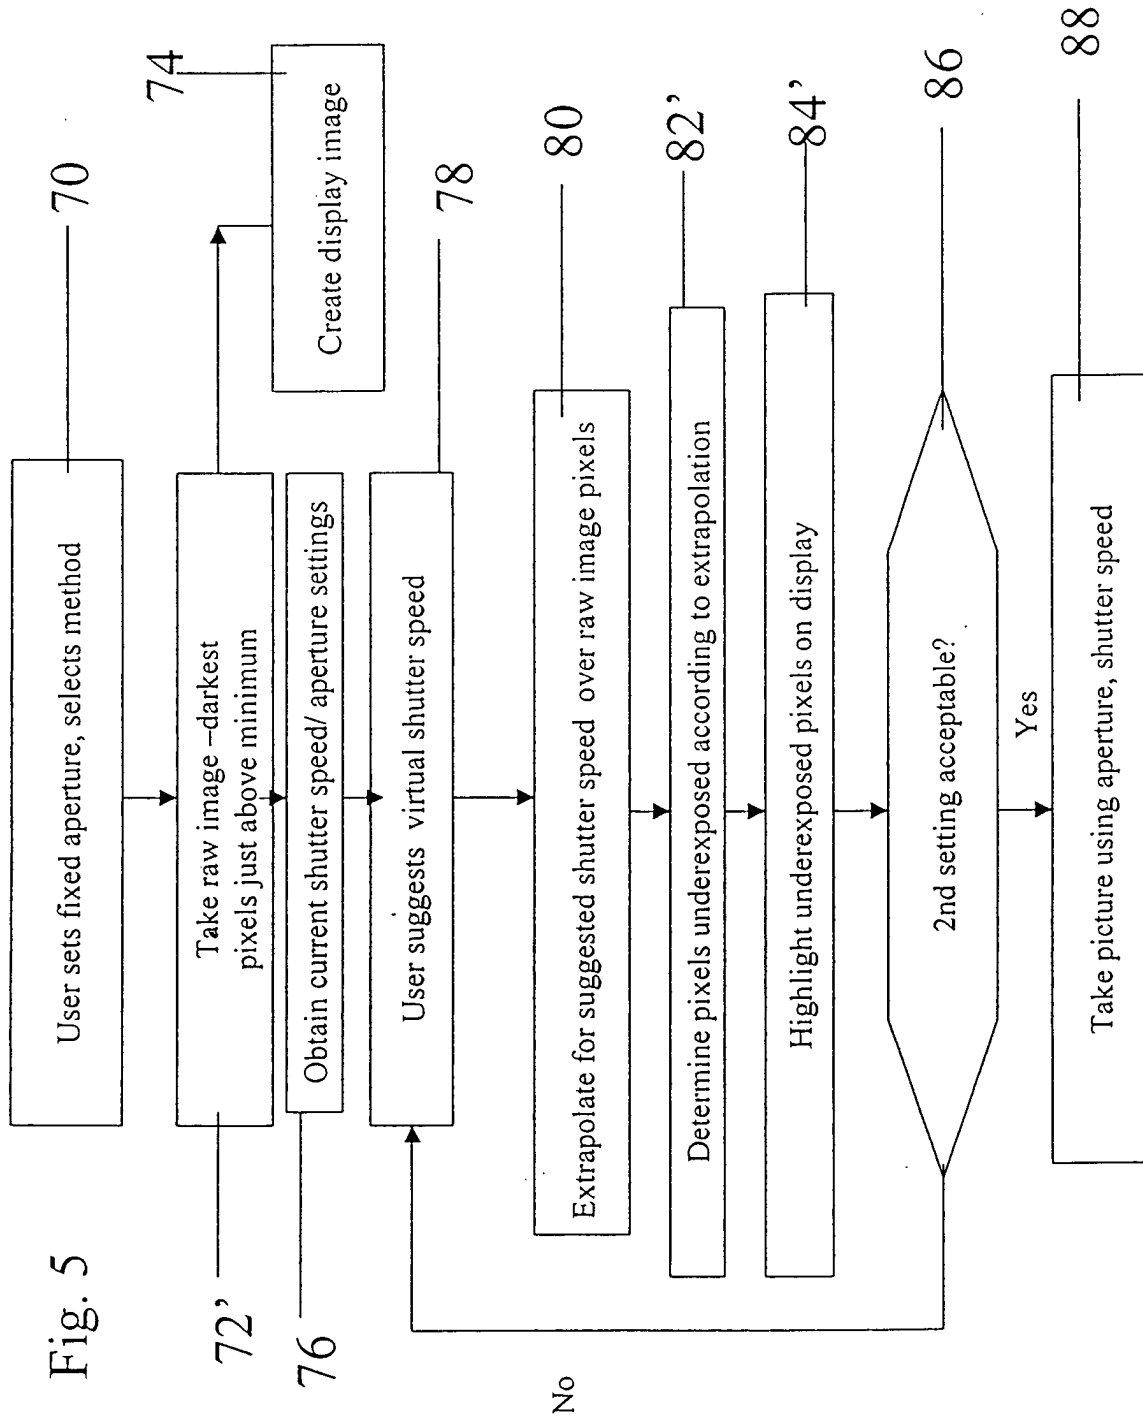 Fig. 5
User sets fixed aperture, selects method
70
72’
Take raw image –darkest
pixels just above minimum
74
Create display image
76
Obtain current shutter speed/ aperture settings
User suggests virtual shutter speed
78
Extrapolate for suggested shutter speed over raw image pixels
80
Determine pixels underexposed according to extrapolation
82’
Highlight underexposed pixels on display
84’
No
2nd setting acceptable?
86
Yes
Take picture using aperture, shutter speed
88